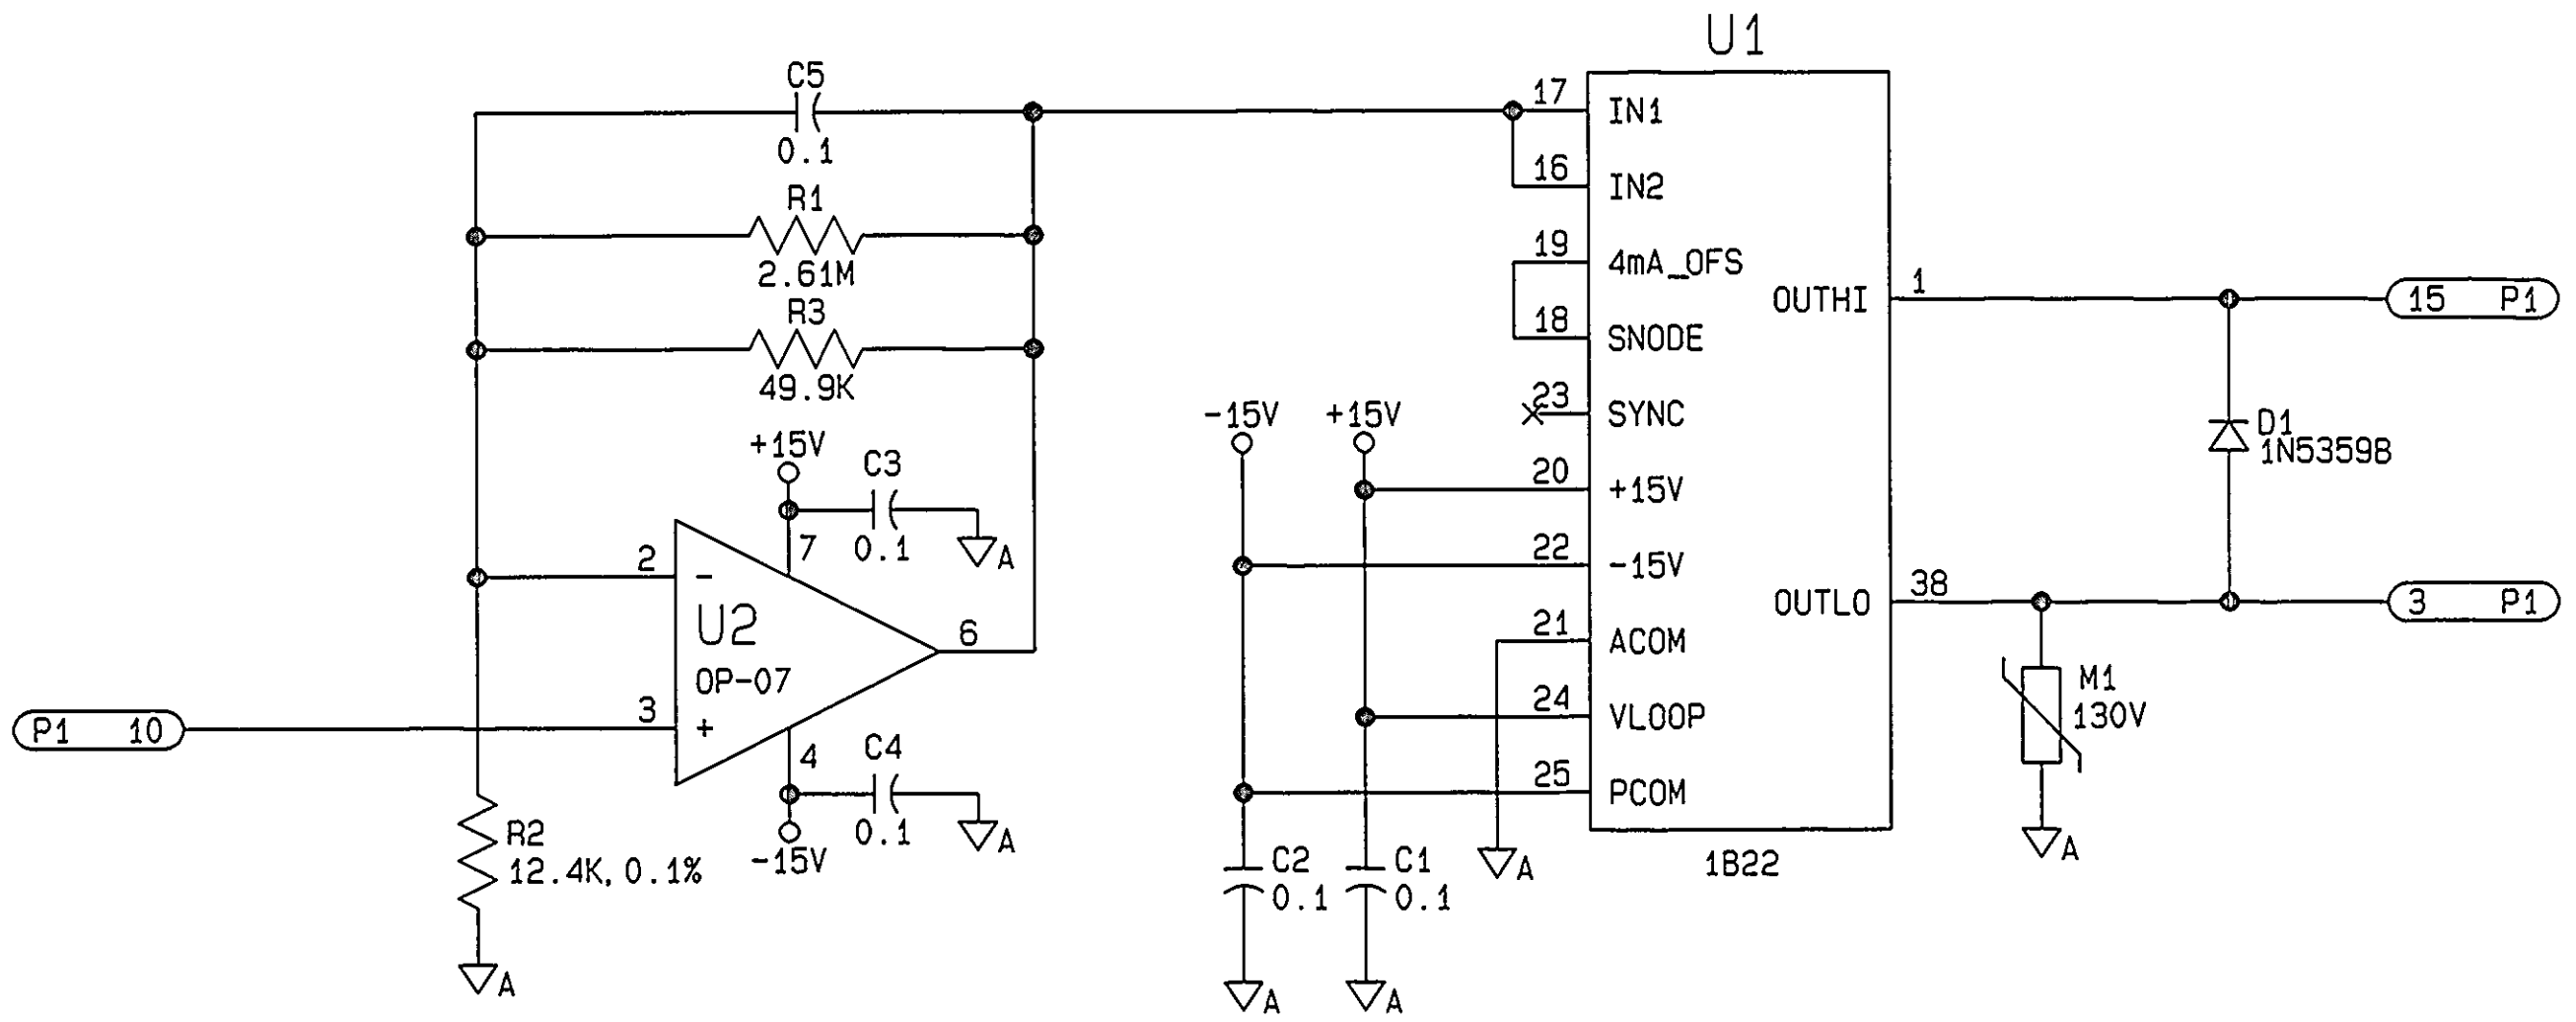 U1
C5
0.1
R1
2.61M
R3
49.9K
+15V
C3
0.1
A
7
2
-
U2
OP-07
6
3
+
P1 10
4
C4
0.1
A
-15V
R2
12.4K, 0.1%
A
-15V
+15V
C2
0.1
A
C1
0.1
A
17 IN1
16 IN2
19 4mA_OFS
18 SNODE
23 SYNC
20 +15V
22 -15V
21 ACOM
A
24 VLOOP
25 PCOM
OUTHI 1
OUTLO 38
1B22
15 P1
D1
1N5359B
3 P1
M1
130V
A